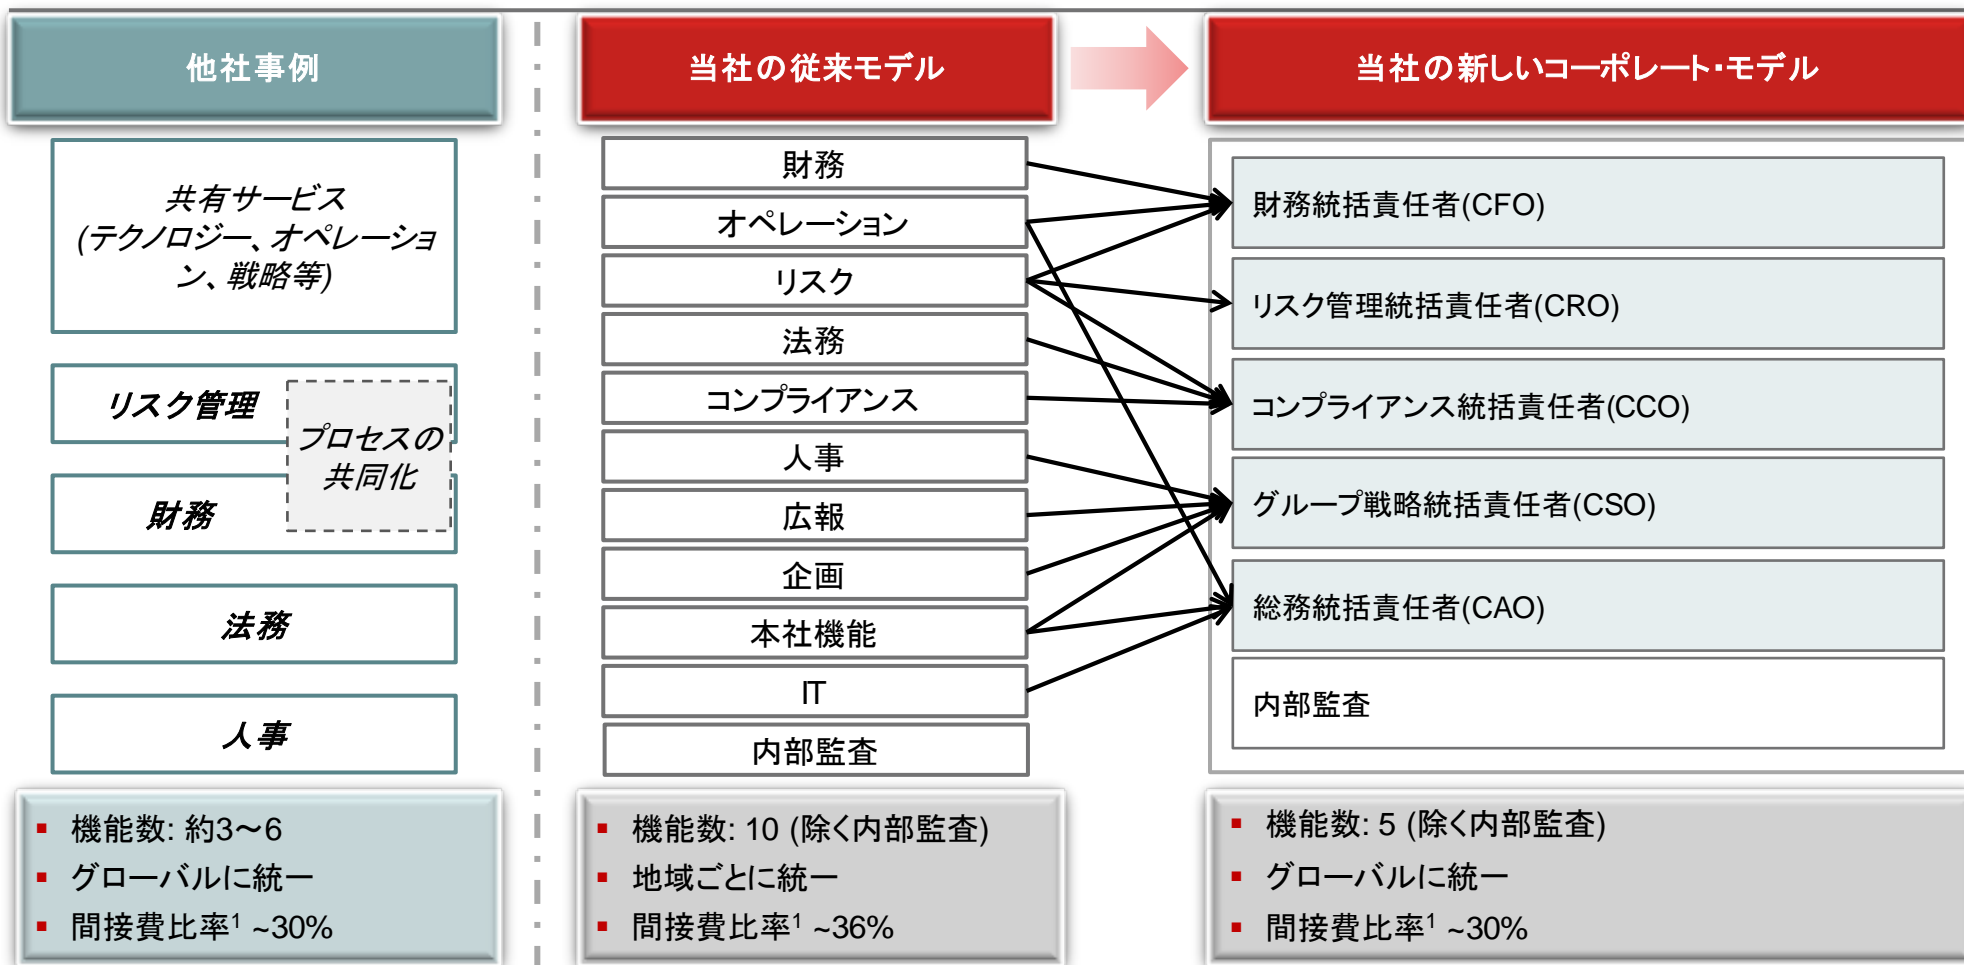 他社事例
共有サービス
(テクノロジー、オペレーショ
ン、戦略等)
リスク管理
プロセスの
共同化
財務
法務
人事
▪ 機能数: 約3～6
▪ グローバルに統一
▪ 間接費比率¹ ~30%
当社の従来モデル
財務
オペレーション
リスク
法務
コンプライアンス
人事
広報
企画
本社機能
IT
内部監査
▪ 機能数: 10 (除く内部監査)
▪ 地域ごとに統一
▪ 間接費比率¹ ~36%
当社の新しいコーポレート・モデル
財務統括責任者(CFO)
リスク管理統括責任者(CRO)
コンプライアンス統括責任者(CCO)
グループ戦略統括責任者(CSO)
総務統括責任者(CAO)
内部監査
▪ 機能数: 5 (除く内部監査)
▪ グローバルに統一
▪ 間接費比率¹ ~30%